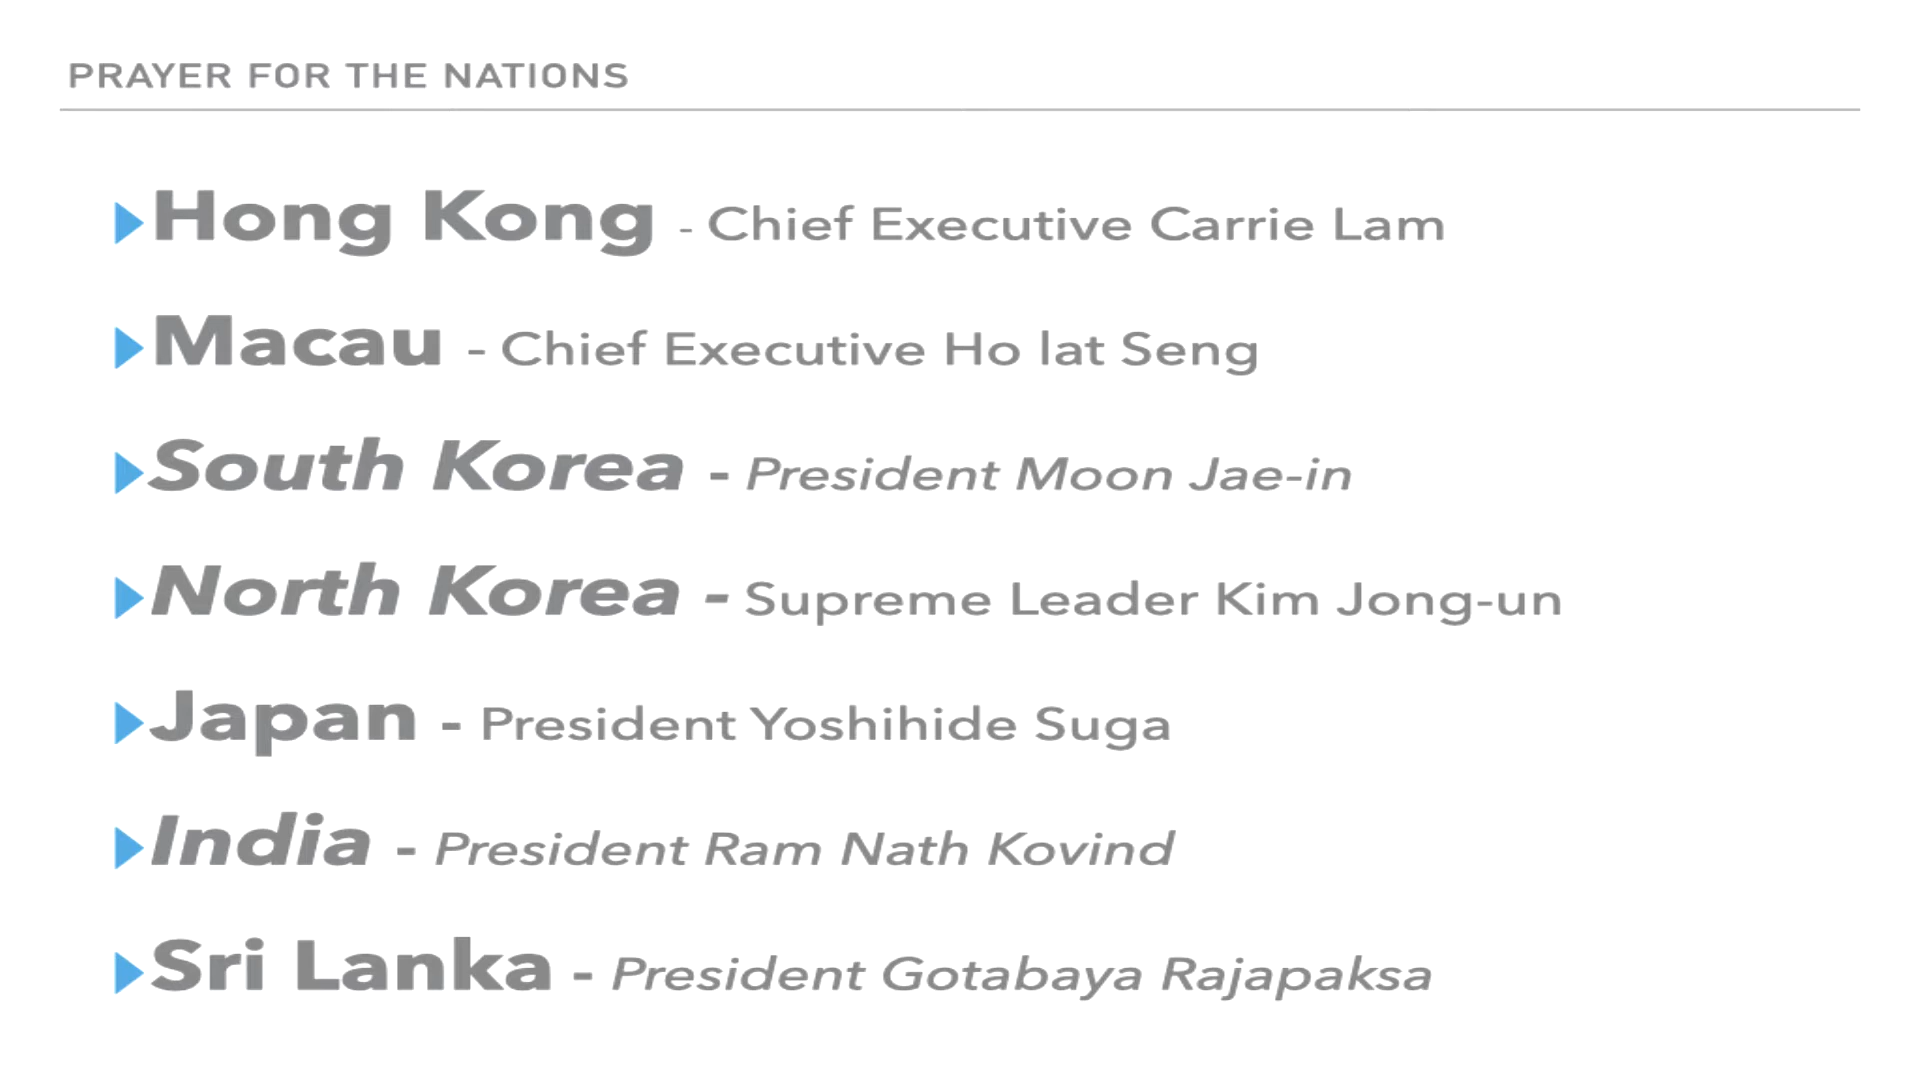 PRAYER FOR THE NATIONS
Hong Kong - Chief Executive Carrie Lam
Macau - Chief Executive Ho lat Seng
South Korea - President Moon Jae-in
North Korea - Supreme Leader Kim Jong-un
Japan - President Yoshihide Suga
India - President Ram Nath Kovind
Sri Lanka - President Gotabaya Rajapaksa